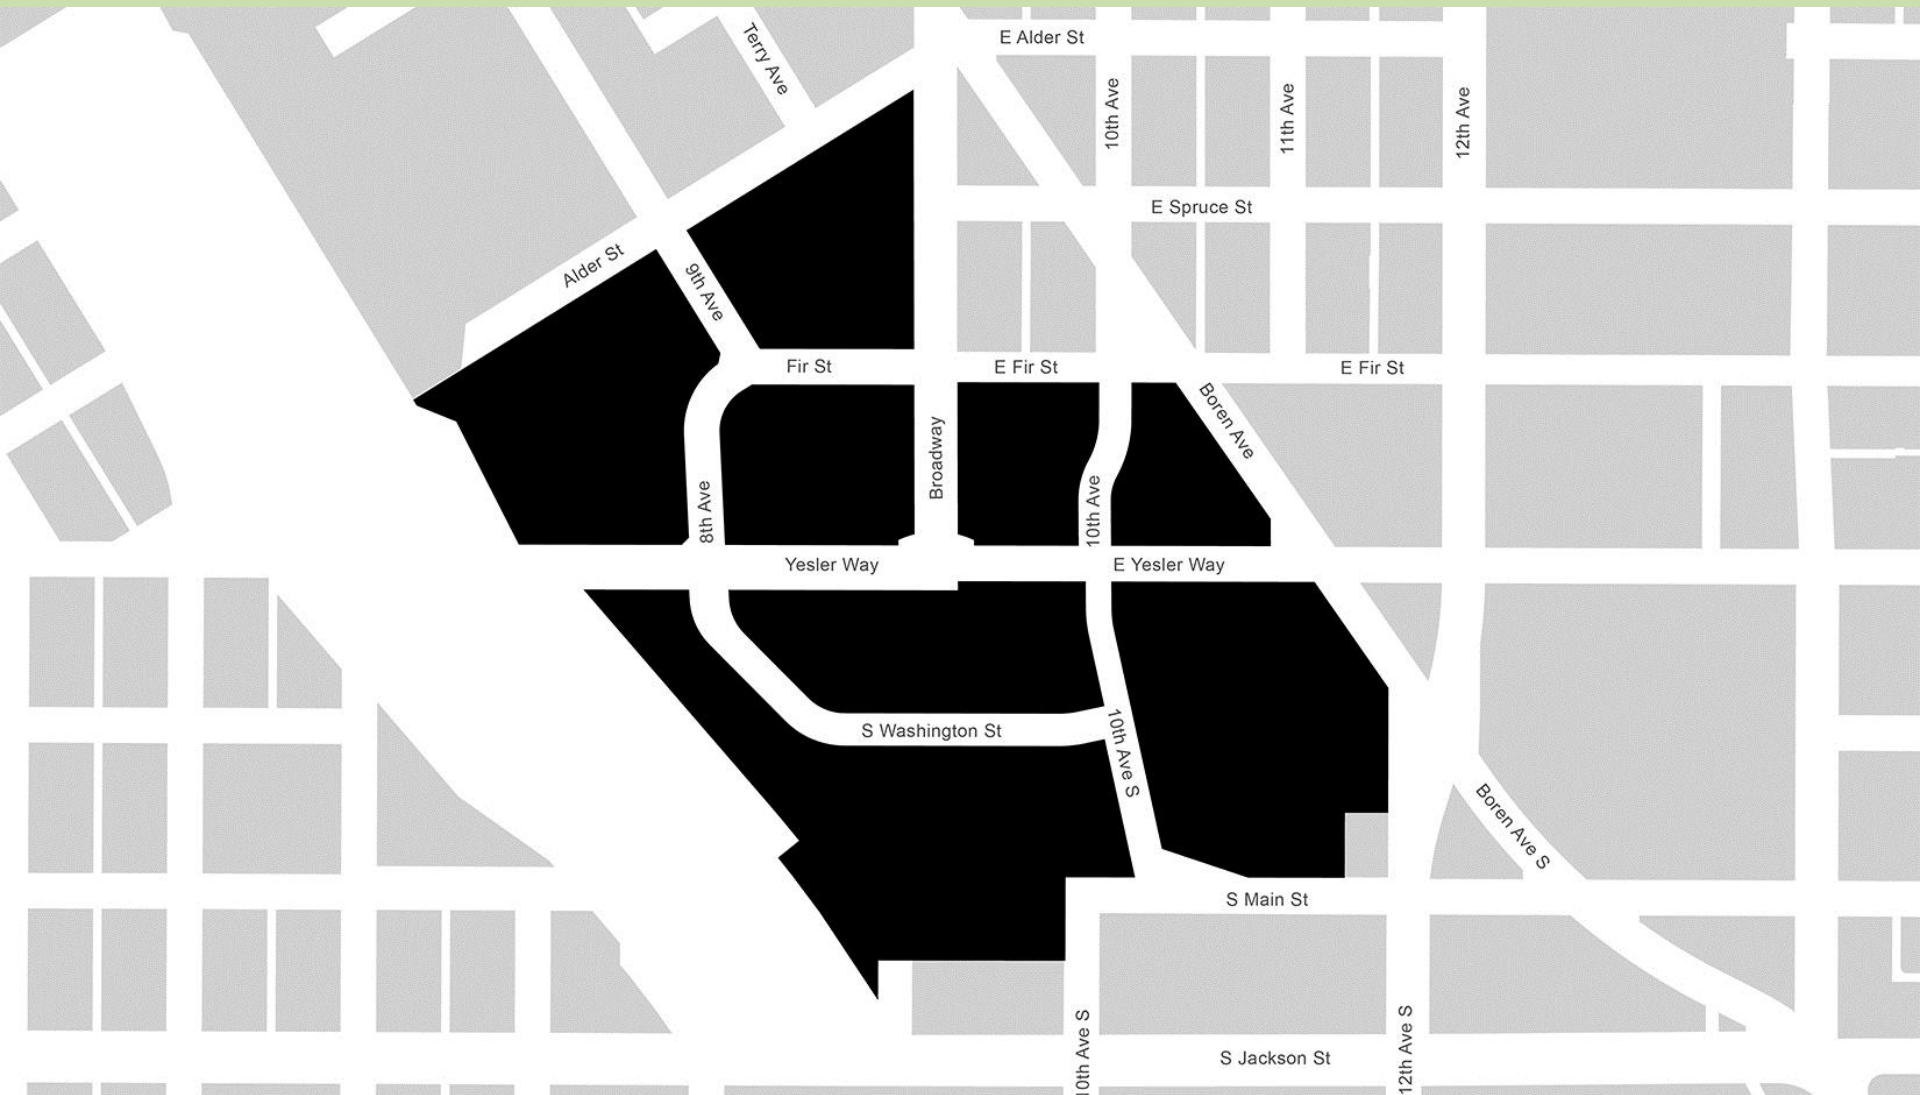 Terry Ave
E Alder St
10th Ave
11th Ave
12th Ave
E Spruce St
Alder St
9th Ave
Fir St
E Fir St
E Fir St
Boren Ave
Broadway
8th Ave
10th Ave
Yesler Way
E Yesler Way
S Washington St
10th Ave S
Boren Ave S
S Main St
10th Ave S
12th Ave S
S Jackson St